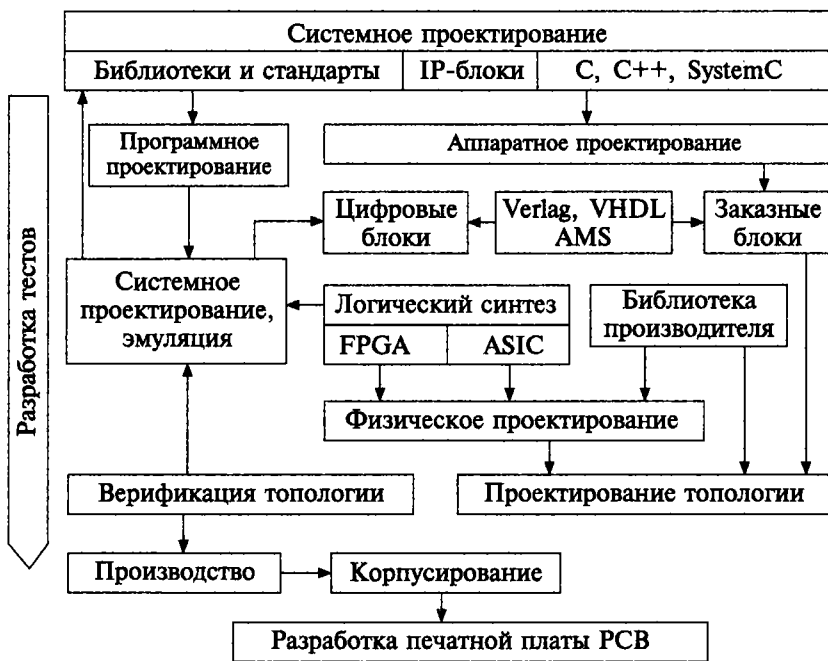 Системное проектирование
Библиотеки и стандарты
IP-блоки
C, C++, SystemC
Программное
проектирование
Аппаратное проектирование
Цифровые
блоки
Verlag, VHDL
AMS
Заказные
блоки
Системное
проектирование,
эмуляция
Логический синтез
FPGA
ASIC
Библиотека
производителя
Физическое проектирование
Верификация топологии
Проектирование топологии
Производство
Корпусирование
Разработка печатной платы PCB
Разработка тестов